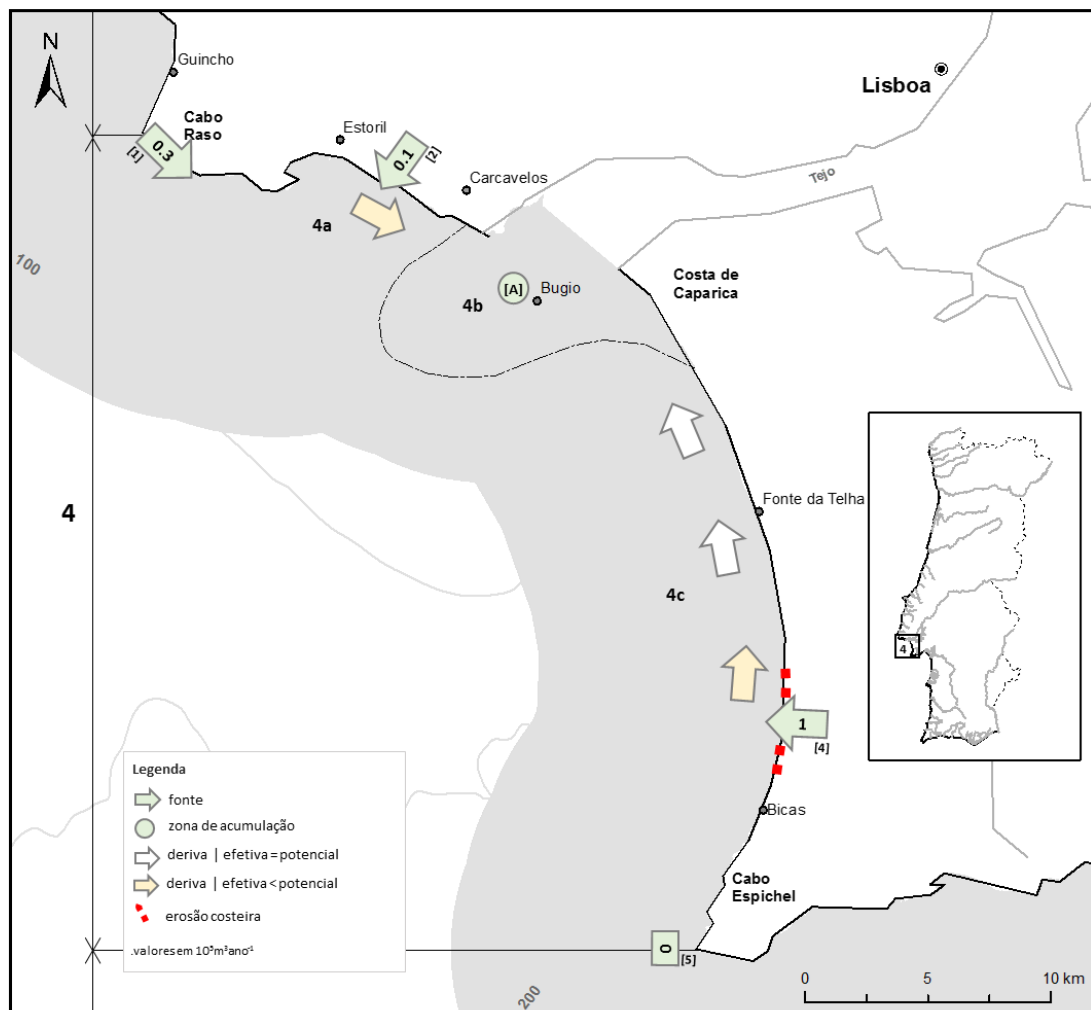 N
Guincho
Cabo
Raso
0.3
[1]
Estoril
0.1
[2]
Carcavelos
Lisboa
Tejo
4a
100
[A]
Bugio
4b
Costa de
Caparica
4
Fonte da Telha
4c
1
[4]
Bicas
Cabo
Espichel
0
[5]
200
4
Legenda
fonte
zona de acumulação
deriva | efetiva = potencial
deriva | efetiva < potencial
erosão costeira
.valores em 10⁵m³ano⁻¹
0 5 10 km